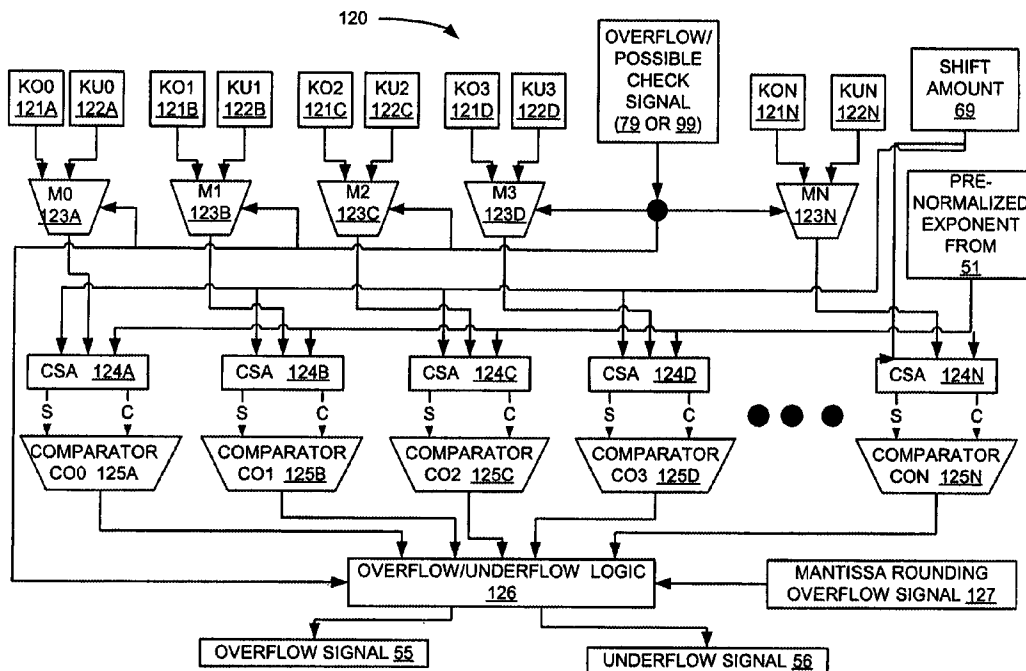 120
OVERFLOW/
POSSIBLE
CHECK
SIGNAL
(79 OR 99)
SHIFT
AMOUNT
69
KO0
121A
KU0
122A
KO1
121B
KU1
122B
KO2
121C
KU2
122C
KO3
121D
KU3
122D
KON
121N
KUN
122N
M0
123A
M1
123B
M2
123C
M3
123D
MN
123N
PRE-
NORMALIZED
EXPONENT
FROM
51
CSA 124A
CSA 124B
CSA 124C
CSA 124D
CSA 124N
S C
S C
S C
S C
S C
COMPARATOR
CO0 125A
COMPARATOR
CO1 125B
COMPARATOR
CO2 125C
COMPARATOR
CO3 125D
COMPARATOR
CON 125N
OVERFLOW/UNDERFLOW LOGIC
126
MANTISSA ROUNDING
OVERFLOW SIGNAL 127
OVERFLOW SIGNAL 55
UNDERFLOW SIGNAL 56